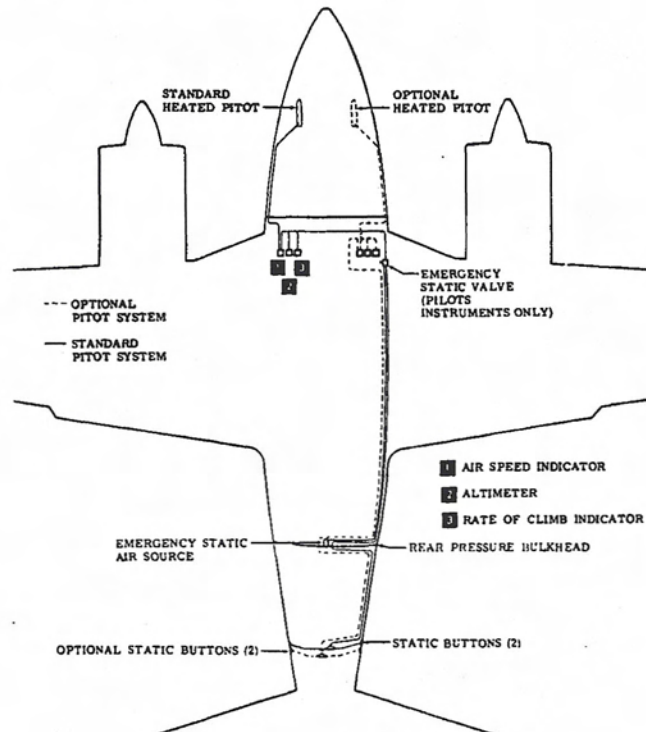 STANDARD
HEATED PITOT
OPTIONAL
HEATED PITOT
1
3
2
EMERGENCY
STATIC VALVE
(PILOTS
INSTRUMENTS ONLY)
--- OPTIONAL
PITOT SYSTEM
— STANDARD
PITOT SYSTEM
1 AIR SPEED INDICATOR
2 ALTIMETER
3 RATE OF CLIMB INDICATOR
EMERGENCY STATIC
AIR SOURCE
REAR PRESSURE BULKHEAD
OPTIONAL STATIC BUTTONS (2)
STATIC BUTTONS (2)